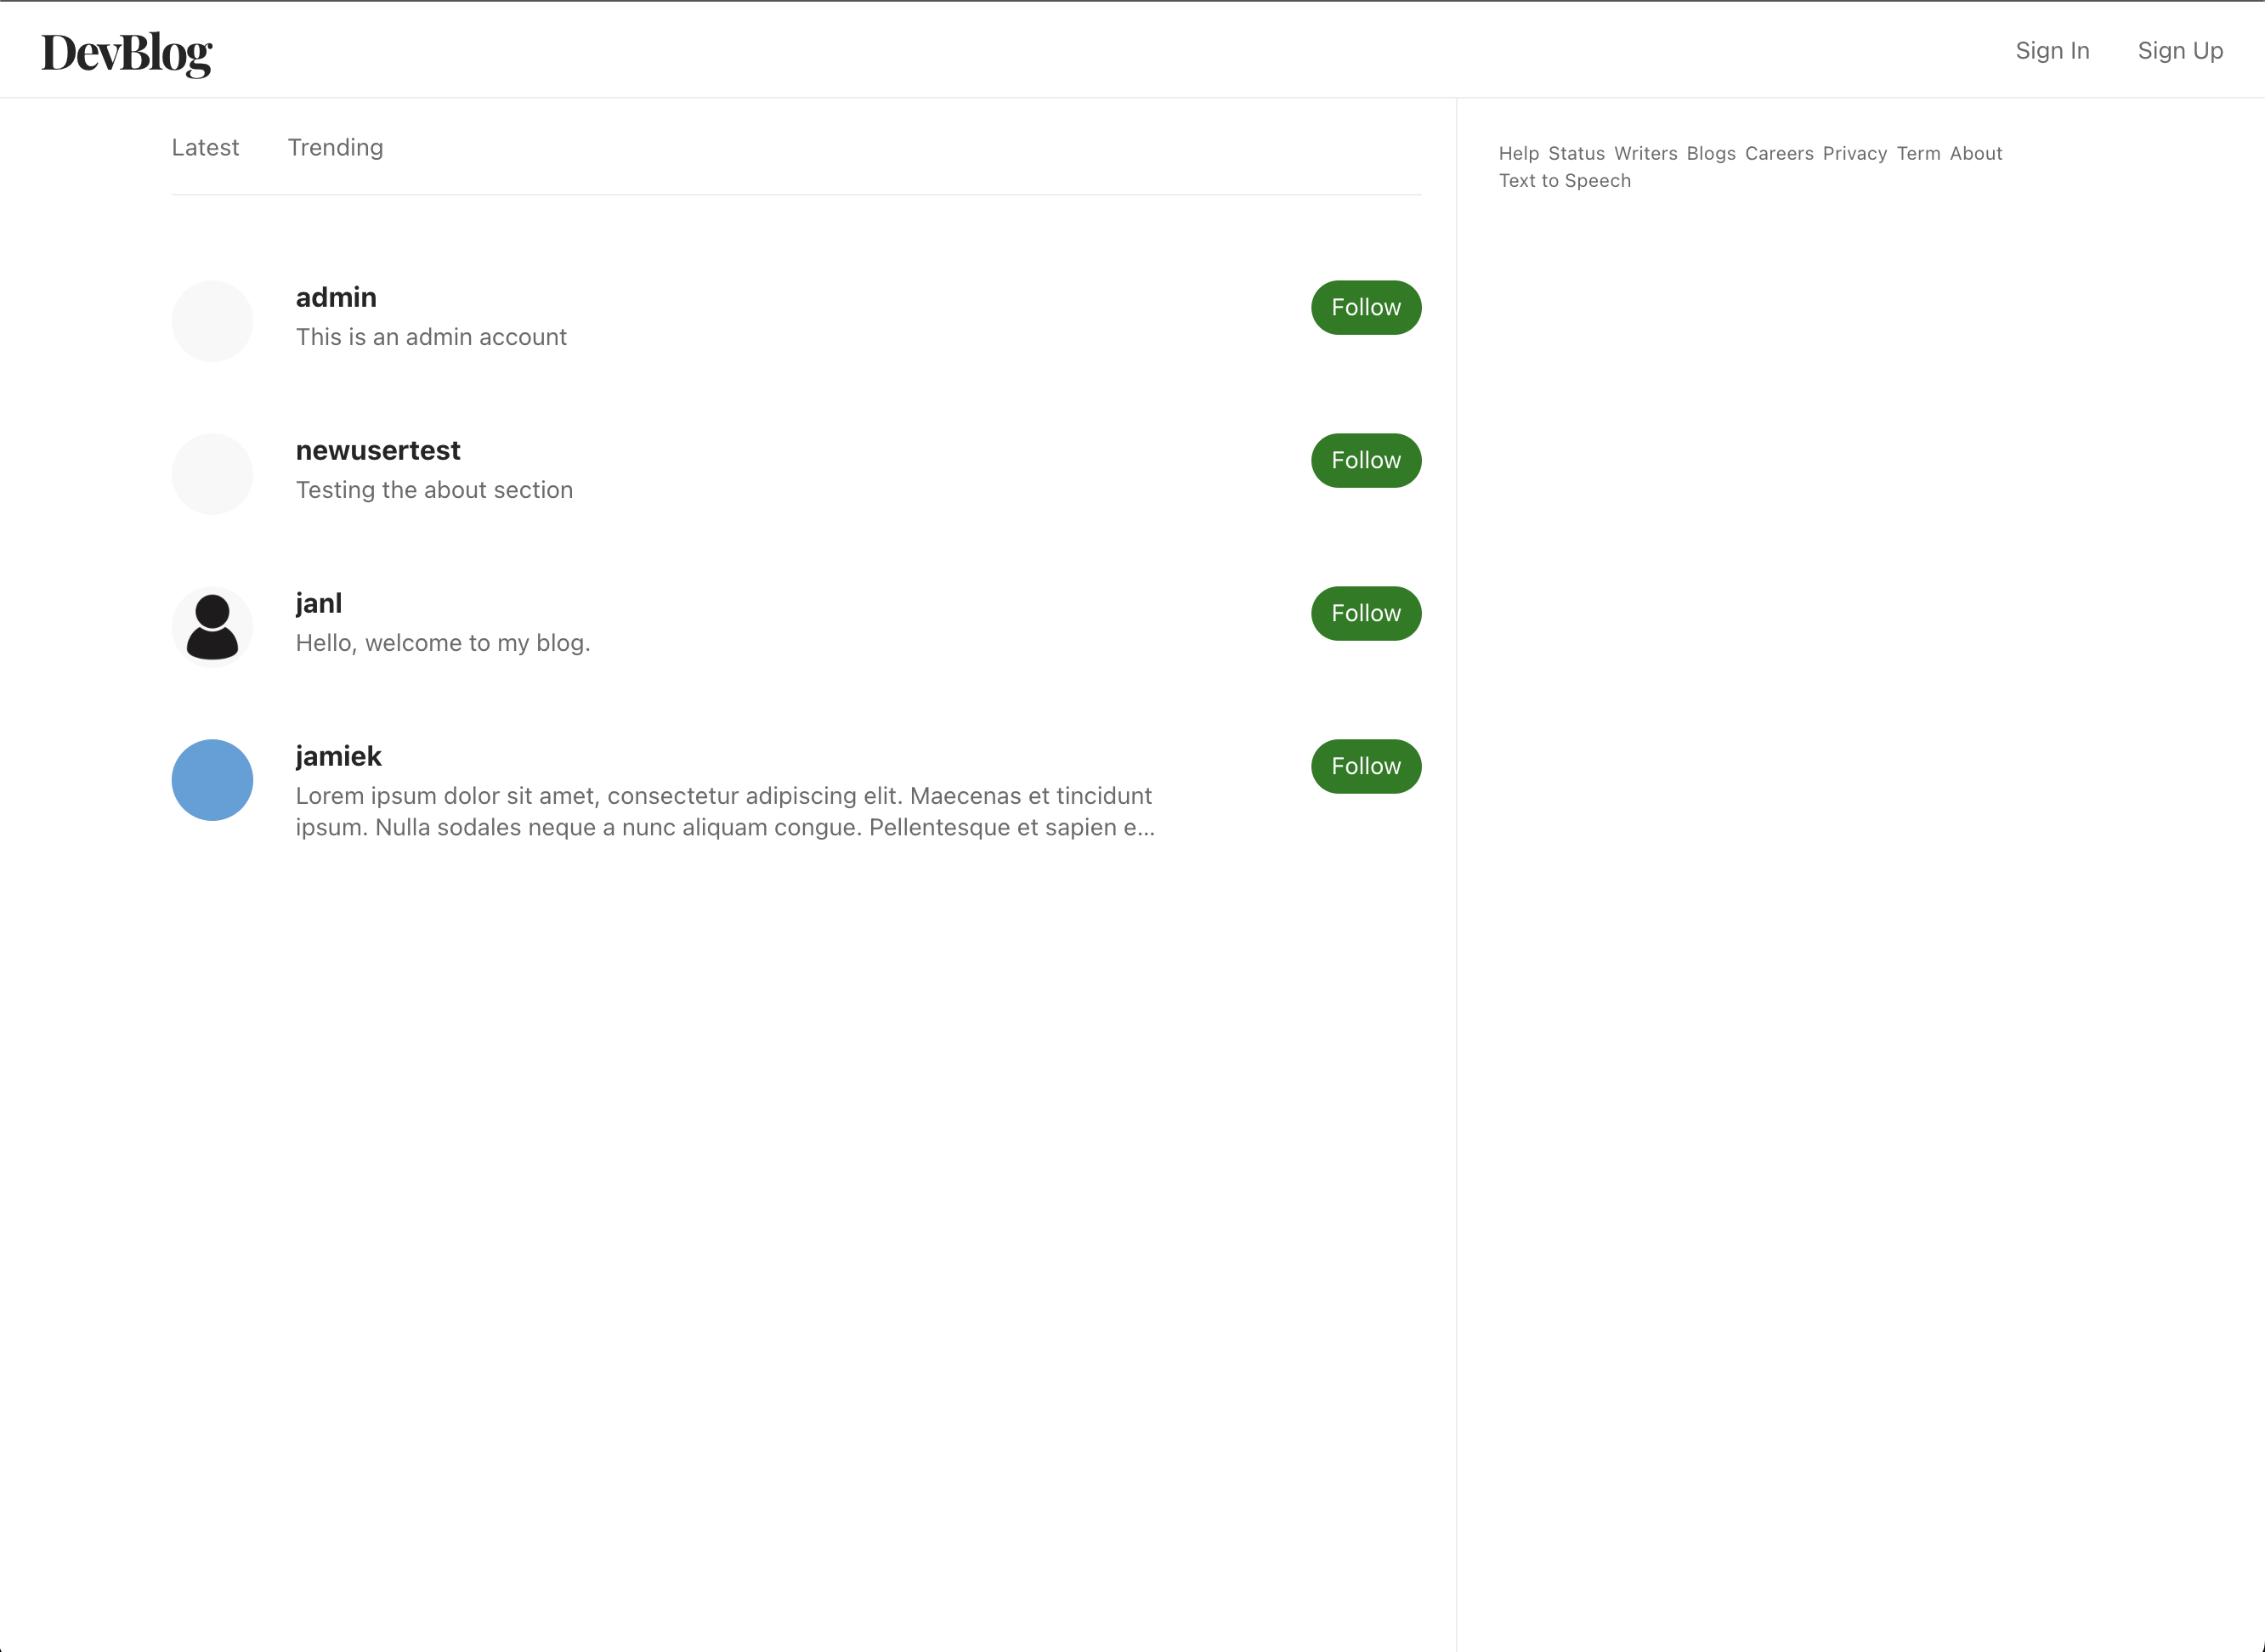 DevBlog
Sign In
Sign Up
Latest
Trending
Help Status Writers Blogs Careers Privacy Term About
Text to Speech
admin
This is an admin account
Follow
newusertest
Testing the about section
Follow
janl
Hello, welcome to my blog.
Follow
jamiek
Lorem ipsum dolor sit amet, consectetur adipiscing elit. Maecenas et tincidunt
ipsum. Nulla sodales neque a nunc aliquam congue. Pellentesque et sapien e...
Follow